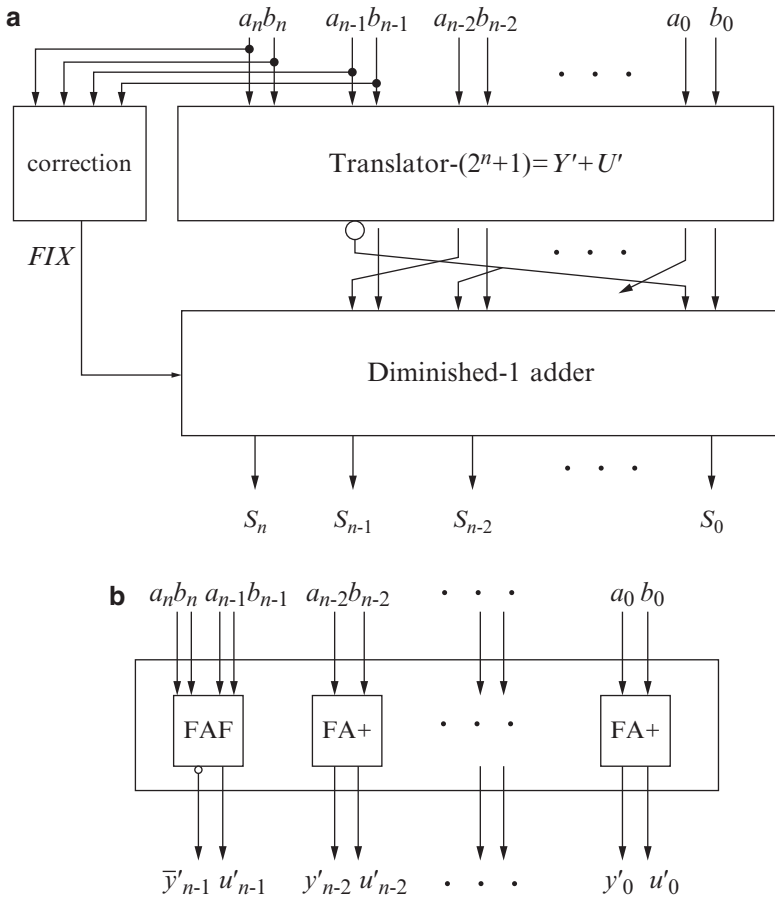 a
a_n b_n a_{n-1} b_{n-1} a_{n-2} b_{n-2} . . . a_0 b_0
correction
Translator-(2^n+1)=Y'+U'
FIX
. . .
Diminished-1 adder
. . .
S_n S_{n-1} S_{n-2} S_0
b
a_n b_n a_{n-1} b_{n-1} a_{n-2} b_{n-2} . . . a_0 b_0
FAF FA+ . . . FA+
y̅'_{n-1} u'_{n-1} y'_{n-2} u'_{n-2} . . . y'_0 u'_0